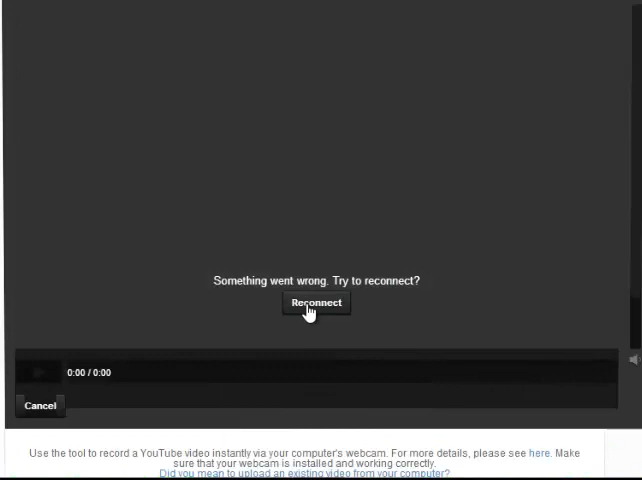 Something went wrong. Try to reconnect?
Reconnect
0:00 / 0:00
Cancel
Use the tool to record a YouTube video instantly via your computer's webcam. For more details, please see here. Make
sure that your webcam is installed and working correctly.
Did you mean to upload an existing video from your computer?